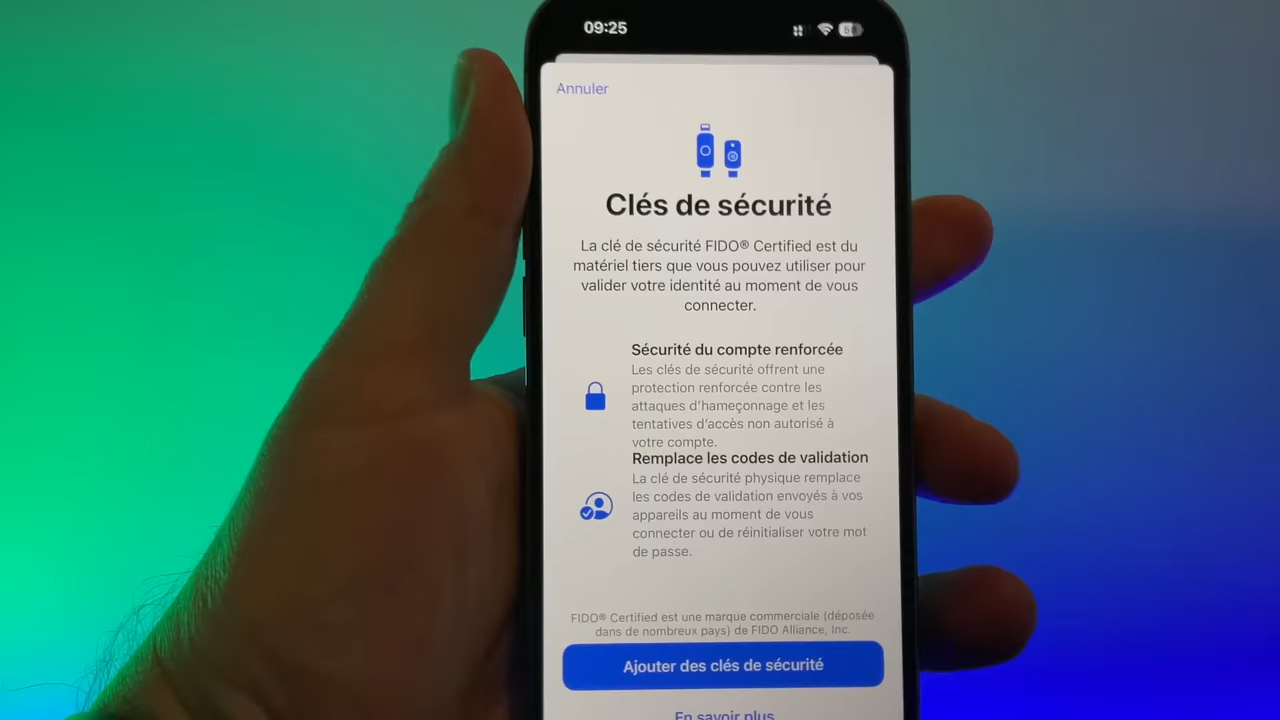 09:25
58
Annuler
Clés de sécurité
La clé de sécurité FIDO® Certified est du
matériel tiers que vous pouvez utiliser pour
valider votre identité au moment de vous
connecter.
Sécurité du compte renforcée
Les clés de sécurité offrent une
protection renforcée contre les
attaques d'hameçonnage et les
tentatives d'accès non autorisé à
votre compte.
Remplace les codes de validation
La clé de sécurité physique remplace
les codes de validation envoyés à vos
appareils au moment de vous
connecter ou de réinitialiser votre mot
de passe.
FIDO® Certified est une marque commerciale (déposée
dans de nombreux pays) de FIDO Alliance, Inc.
Ajouter des clés de sécurité
En savoir plus